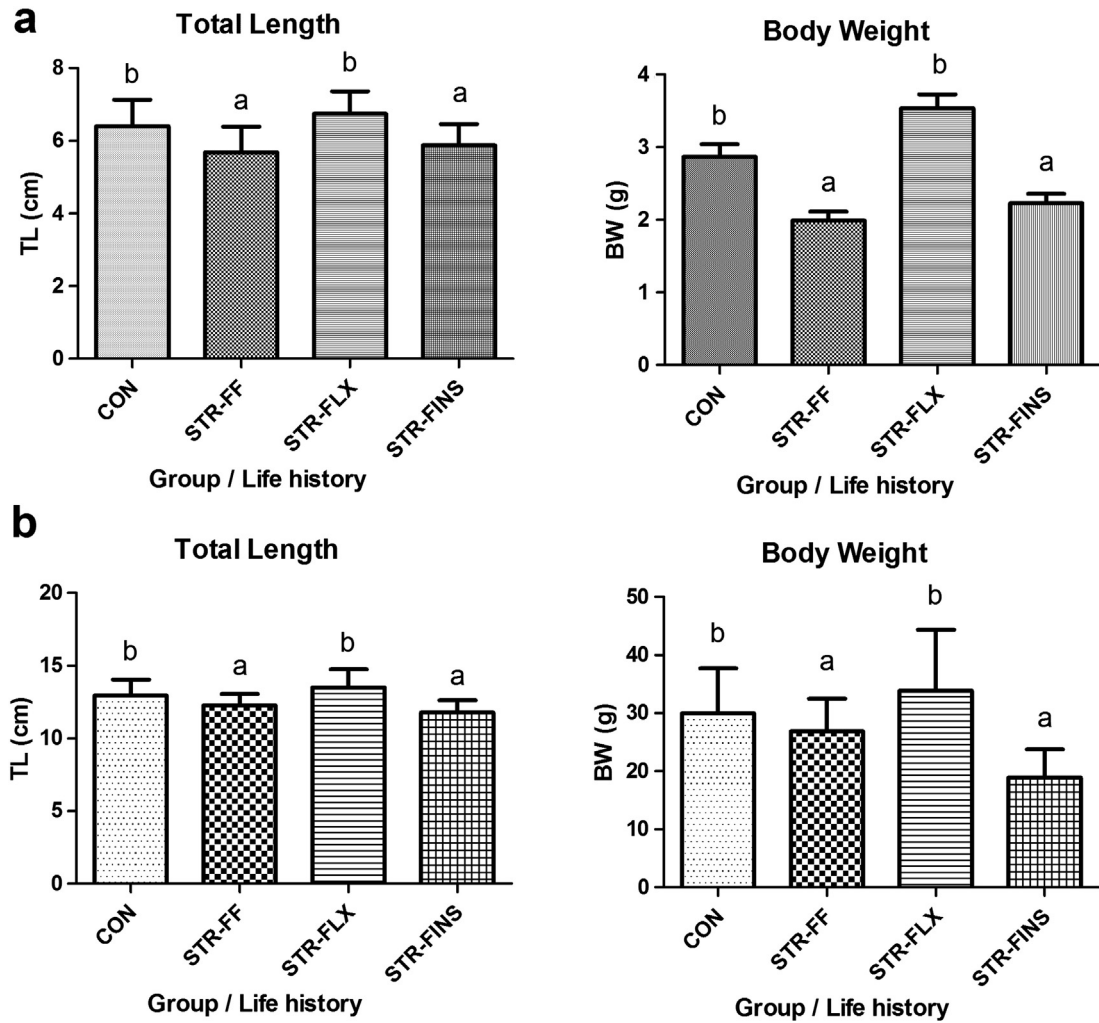 a
Total Length
TL (cm)
8
6
4
2
0
b
a
b
a
CON
STR-FF
STR-FLX
STR-FINS
Group / Life history
Body Weight
BW (g)
4
3
2
1
0
b
a
b
a
CON
STR-FF
STR-FLX
STR-FINS
Group / Life history
b
Total Length
TL (cm)
20
15
10
5
0
b
a
b
a
CON
STR-FF
STR-FLX
STR-FINS
Group / Life history
Body Weight
BW (g)
50
40
30
20
10
0
b
a
b
a
CON
STR-FF
STR-FLX
STR-FINS
Group / Life history